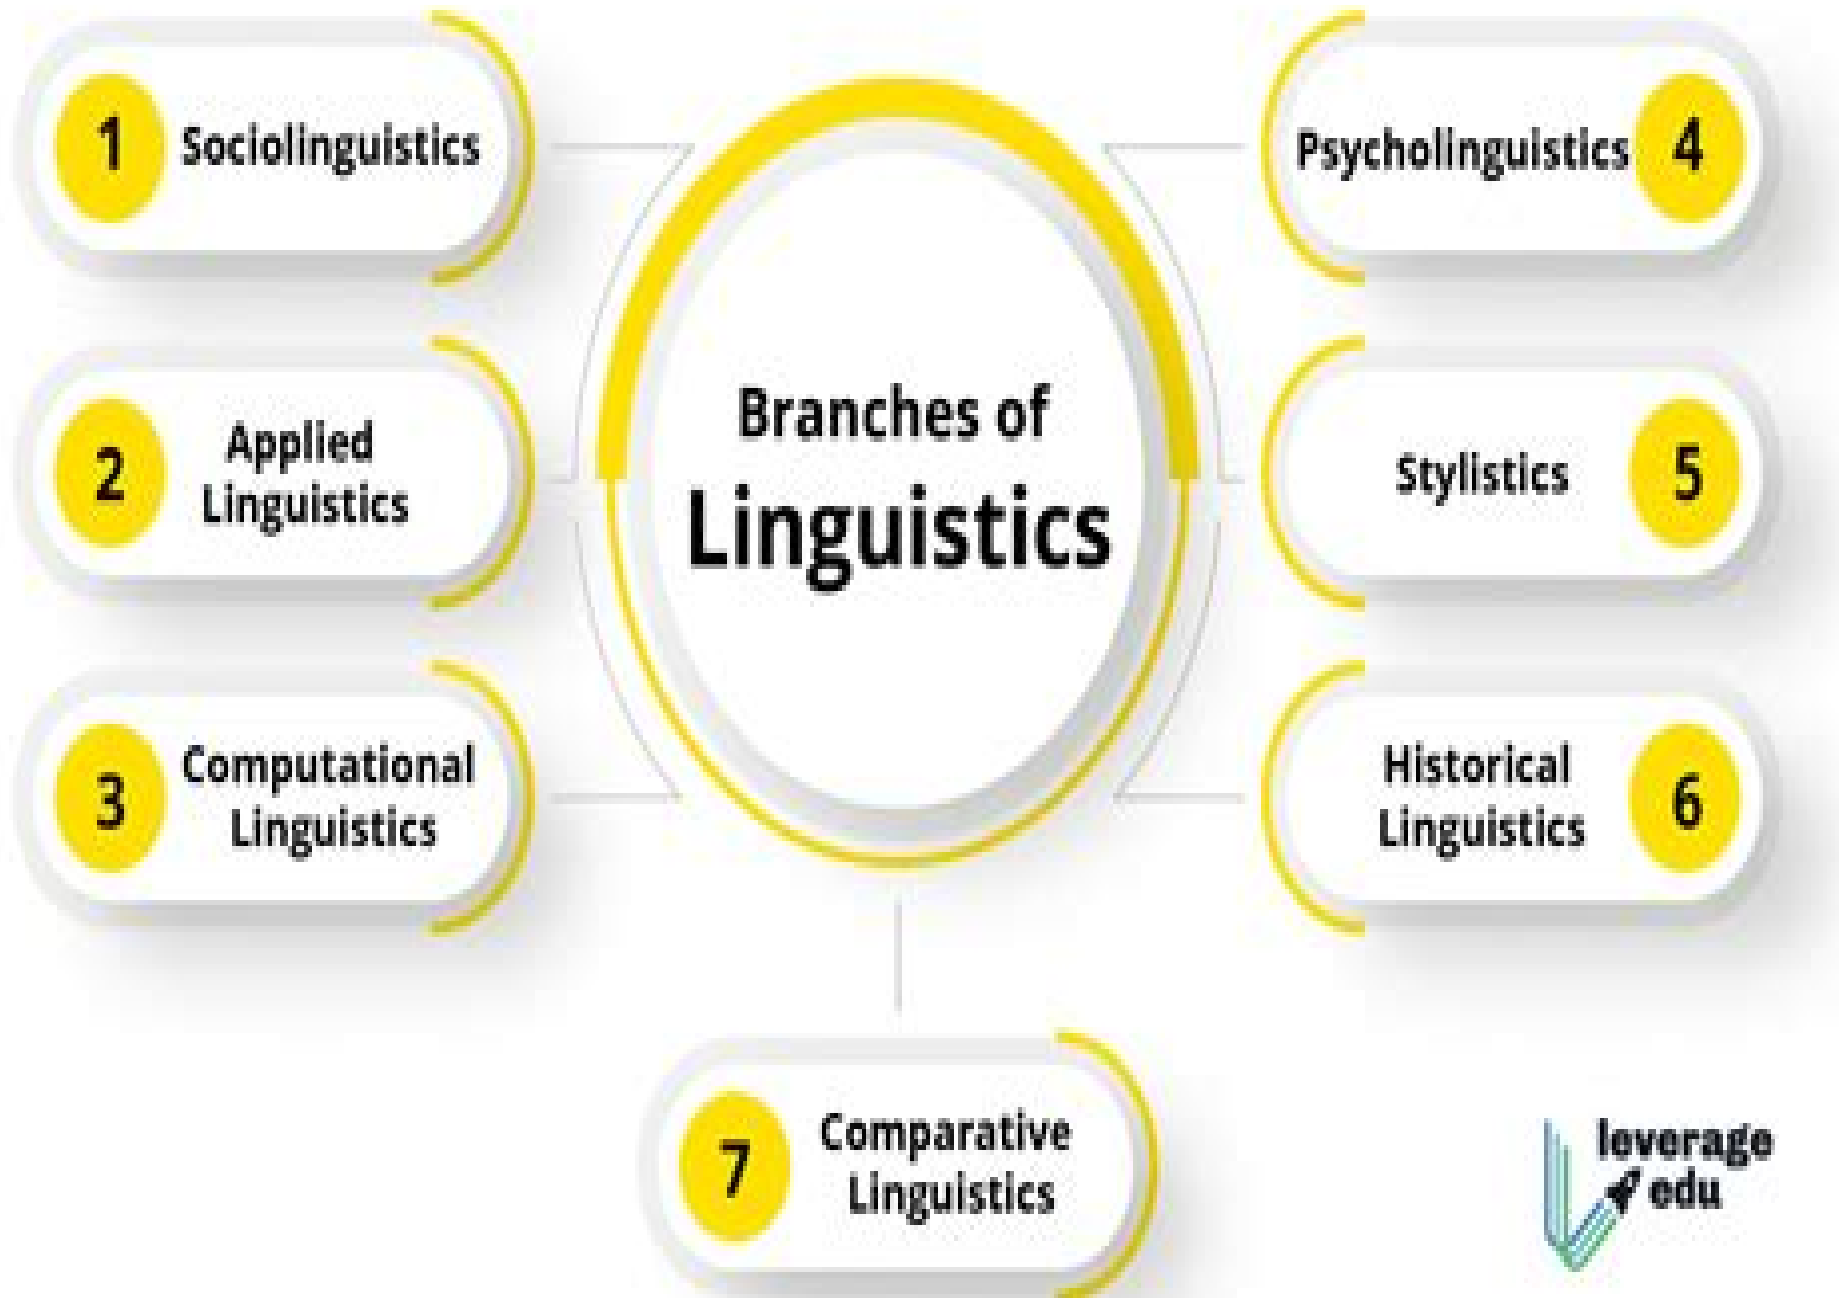 Branches of
Linguistics
1
Sociolinguistics
2
Applied
Linguistics
3
Computational
Linguistics
Psycholinguistics
4
Stylistics
5
Historical
Linguistics
6
7
Comparative
Linguistics
leverage
edu